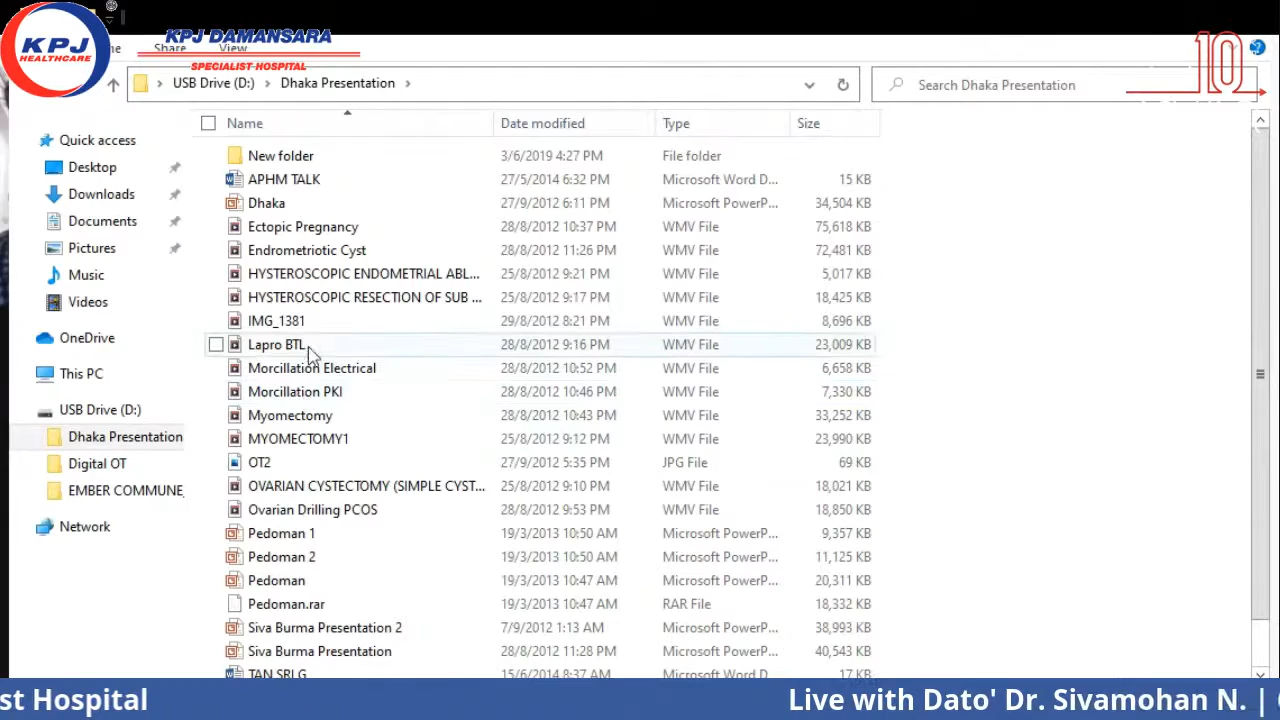 KPJ
HEALTHCARE
KPJ DAMANSARA
SPECIALIST HOSPITAL
10
Share View
USB Drive (D:) > Dhaka Presentation >
Search Dhaka Presentation
Name Date modified Type Size
Quick access
Desktop
Downloads
Documents
Pictures
Music
Videos
OneDrive
This PC
USB Drive (D:)
Dhaka Presentation
Digital OT
EMBER COMMUNE
Network
New folder 3/6/2019 4:27 PM File folder
APHM TALK 27/5/2014 6:32 PM Microsoft Word D... 15 KB
Dhaka 27/9/2012 6:11 PM Microsoft PowerP... 34,504 KB
Ectopic Pregnancy 28/8/2012 10:37 PM WMV File 75,618 KB
Endrometriotic Cyst 28/8/2012 11:26 PM WMV File 72,481 KB
HYSTEROSCOPIC ENDOMETRIAL ABL... 25/8/2012 9:21 PM WMV File 5,017 KB
HYSTEROSCOPIC RESECTION OF SUB ... 25/8/2012 9:17 PM WMV File 18,425 KB
IMG_1381 29/8/2012 8:21 PM WMV File 8,696 KB
Lapro BTL 28/8/2012 9:16 PM WMV File 23,009 KB
Morcillation Electrical 28/8/2012 10:52 PM WMV File 6,658 KB
Morcillation PKI 28/8/2012 10:46 PM WMV File 7,330 KB
Myomectomy 28/8/2012 10:43 PM WMV File 33,252 KB
MYOMECTOMY1 25/8/2012 9:12 PM WMV File 23,990 KB
OT2 27/9/2012 5:35 PM JPG File 69 KB
OVARIAN CYSTECTOMY (SIMPLE CYST... 25/8/2012 9:10 PM WMV File 18,021 KB
Ovarian Drilling PCOS 28/8/2012 9:53 PM WMV File 18,850 KB
Pedoman 1 19/3/2013 10:50 AM Microsoft PowerP... 9,357 KB
Pedoman 2 19/3/2013 10:50 AM Microsoft PowerP... 11,125 KB
Pedoman 19/3/2013 10:47 AM Microsoft PowerP... 20,311 KB
Pedoman.rar 19/3/2013 10:47 AM RAR File 18,332 KB
Siva Burma Presentation 2 7/9/2012 1:13 AM Microsoft PowerP... 38,993 KB
Siva Burma Presentation 28/8/2012 11:28 PM Microsoft PowerP... 40,543 KB
TAN SRLG 15/6/2014 8:37 AM Microsoft Word D 17 KB
st Hospital Live with Dato' Dr. Sivamohan N. |